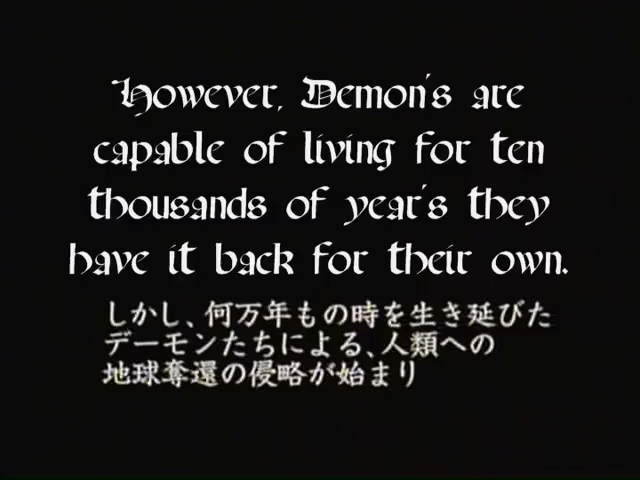 However, Demon's are
capable of living for ten
thousands of year's they
have it back for their own.
しかし、何万年もの時を生き延びた
デーモンたちによる、人類への
地球奪還の侵略が始まり